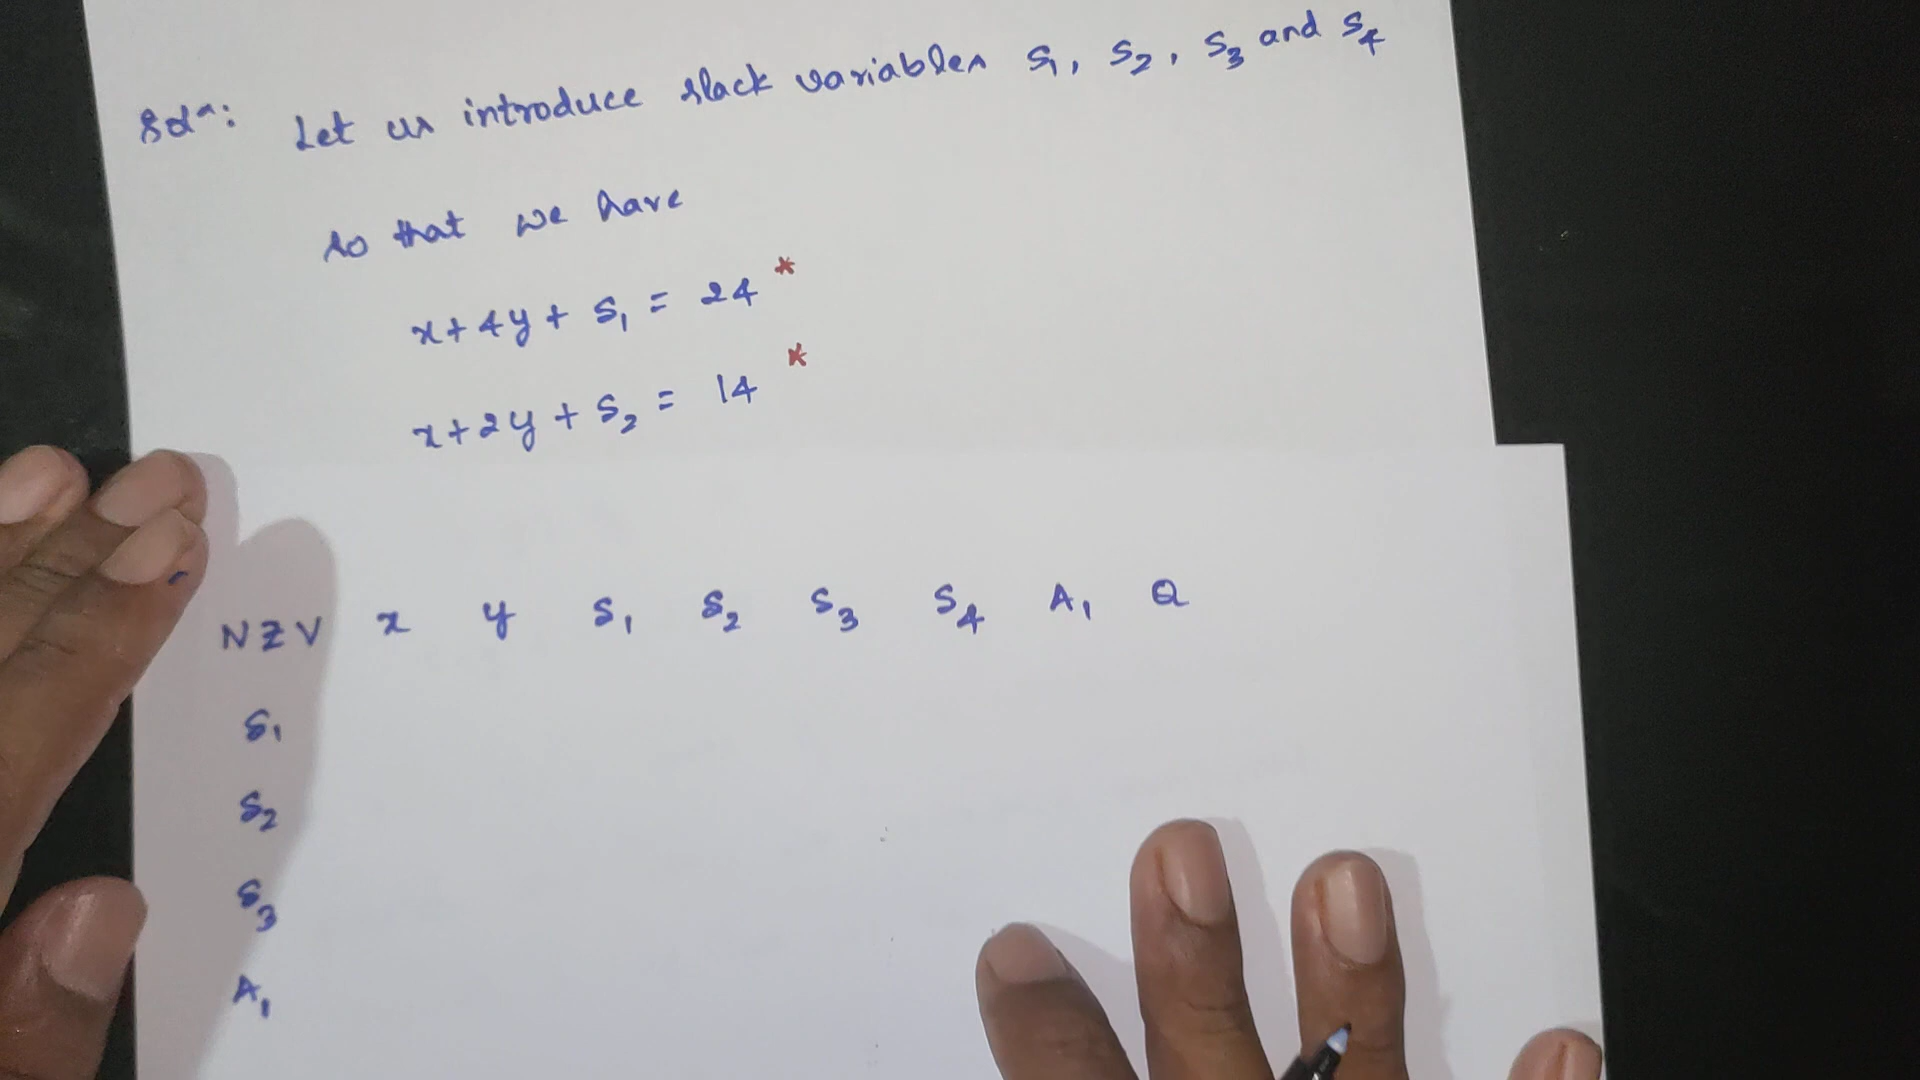 Solⁿ: Let us introduce slack variables S₁, S₂, S₃ and S₄
so that we have
x + 4y + S₁ = 24 *
x + 2y + S₂ = 14 *
NZV x y S₁ S₂ S₃ S₄ A₁ Q
S₁
S₂
S₃
A₁